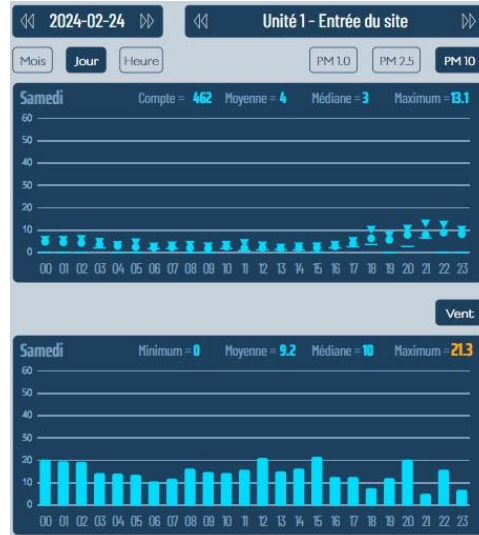 2024-02-24 Unité 1 - Entrée du site
Mois Jour Heure PM 1.0 PM 2.5 PM 10
Samedi Compte = 462 Moyenne = 4 Médiane = 3 Maximum = 13.1
60
50
40
30
20
10
0
00 01 02 03 04 05 06 07 08 09 10 11 12 13 14 15 16 17 18 19 20 21 22 23
Vent
Samedi Minimum = 0 Moyenne = 9.2 Médiane = 10 Maximum = 21.3
60
50
40
30
20
10
0
00 01 02 03 04 05 06 07 08 09 10 11 12 13 14 15 16 17 18 19 20 21 22 23